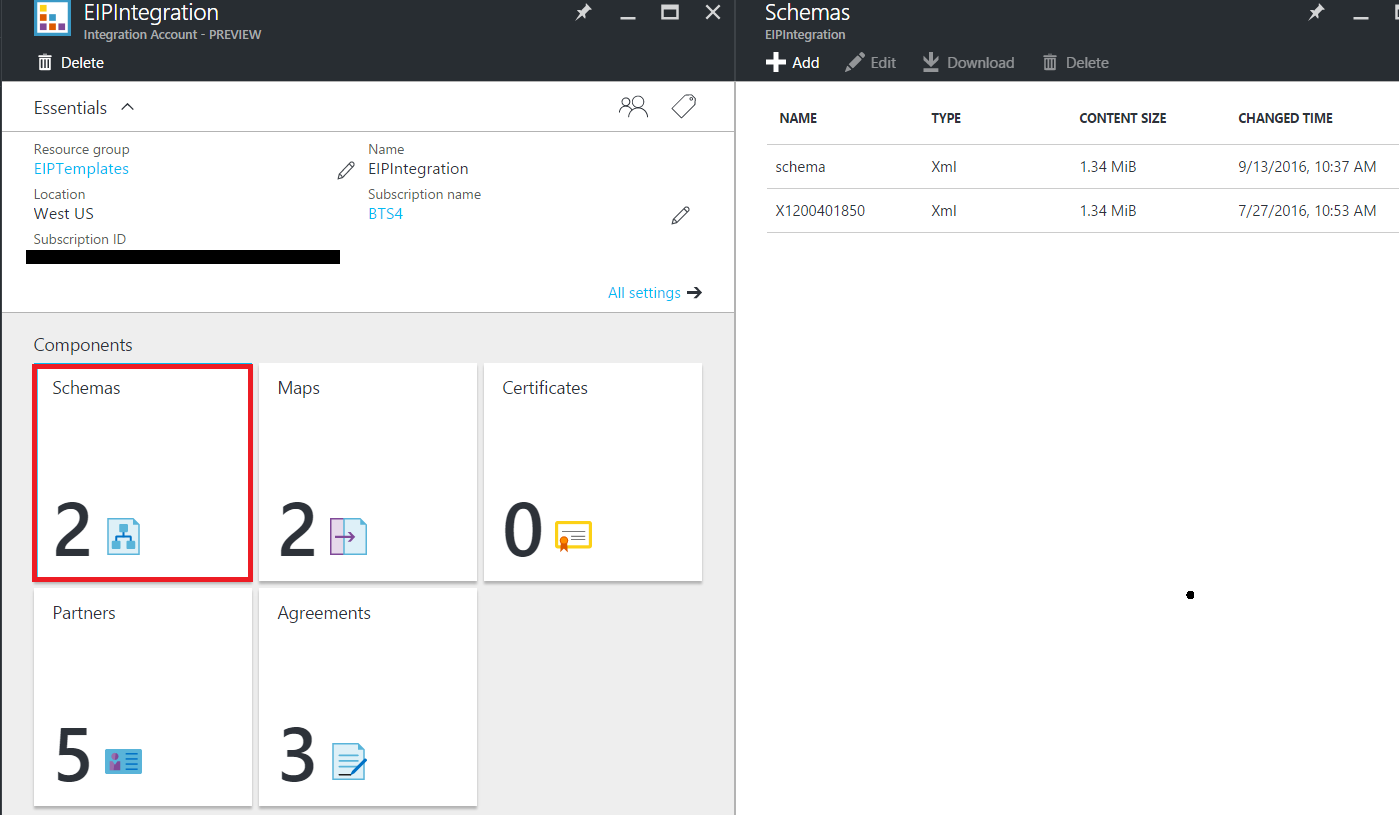 EIPIntegration
Integration Account - PREVIEW
Delete
Essentials
Resource group
EIPTemplates
Name
EIPIntegration
Location
West US
Subscription name
BTS4
Subscription ID
All settings
Components
Schemas
2
Maps
2
Certificates
0
Partners
5
Agreements
3
Schemas
EIPIntegration
Add Edit Download Delete
NAME TYPE CONTENT SIZE CHANGED TIME
schema Xml 1.34 MiB 9/13/2016, 10:37 AM
X1200401850 Xml 1.34 MiB 7/27/2016, 10:53 AM